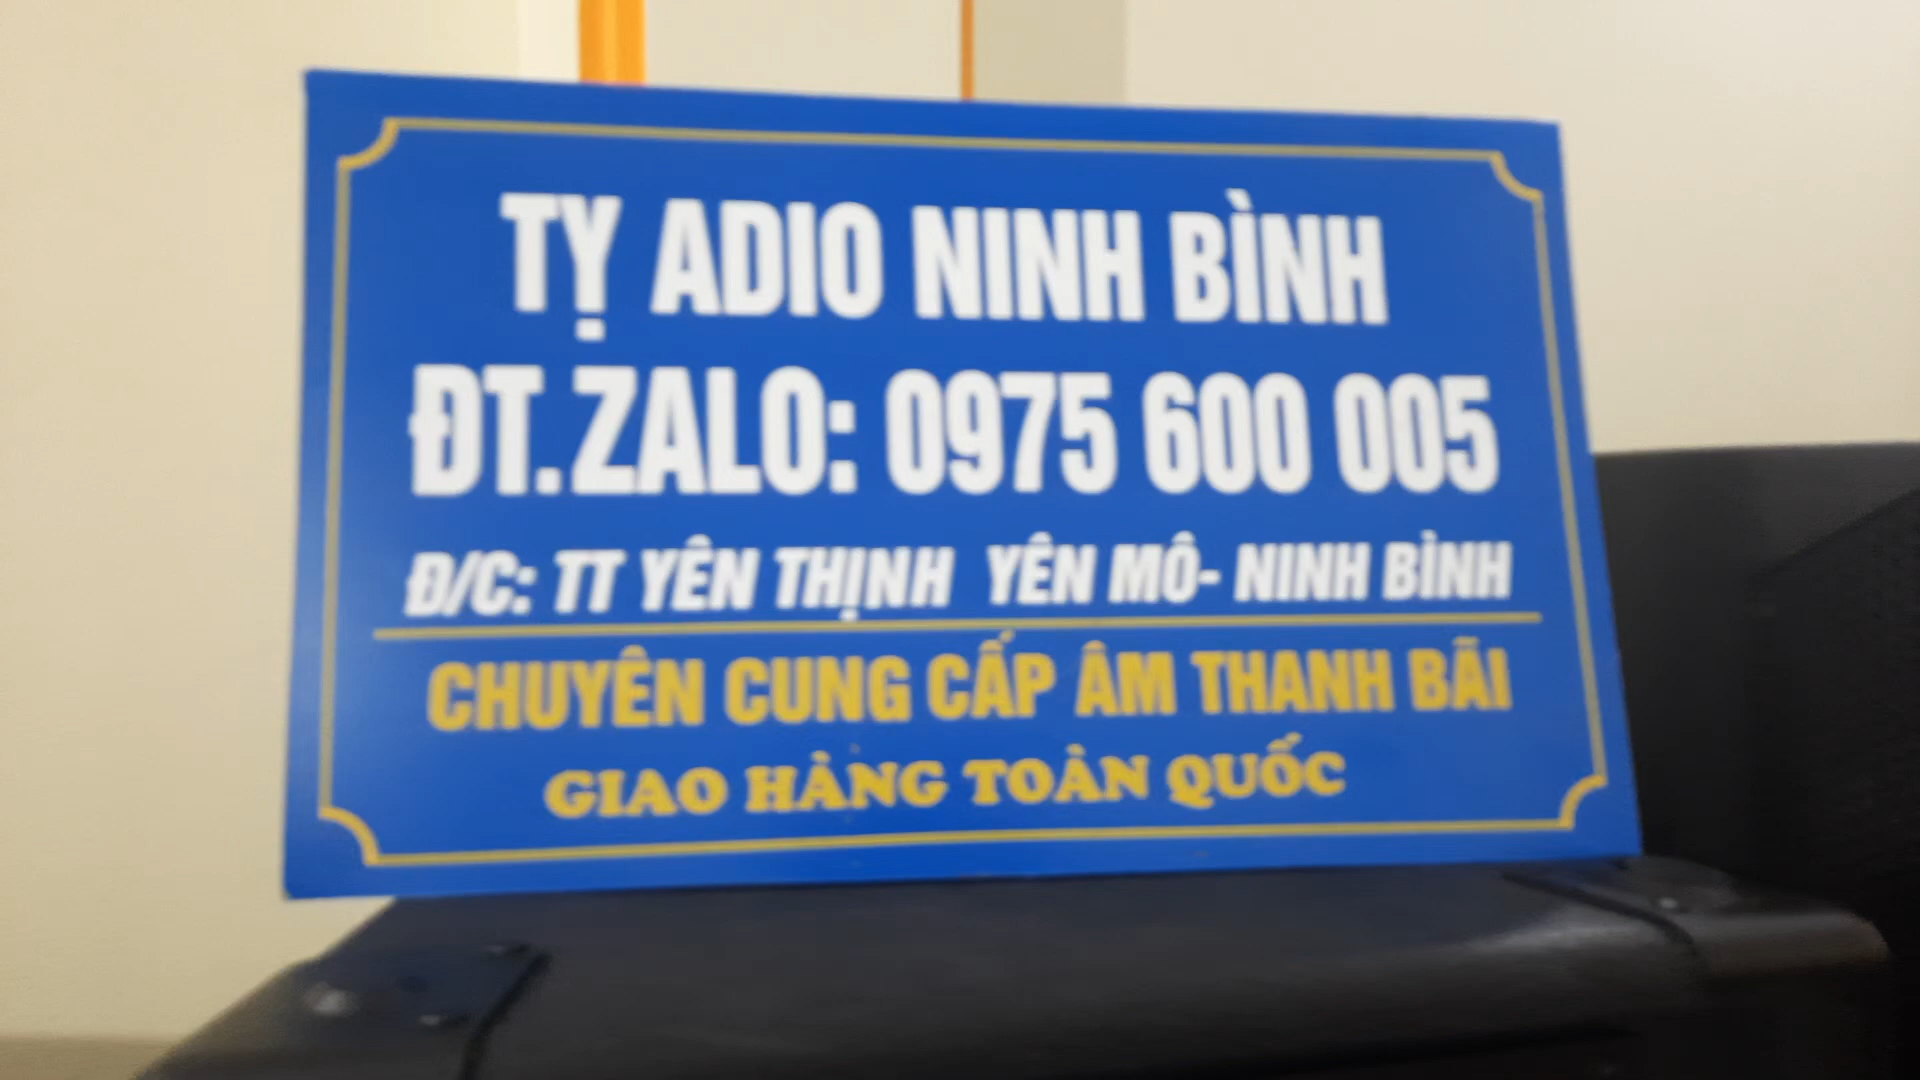 TỴ ADIO NINH BÌNH
ĐT.ZALO: 0975 600 005
Đ/C: TT YÊN THỊNH YÊN MÔ- NINH BÌNH
CHUYÊN CUNG CẤP ÂM THANH BÃI
GIAO HÀNG TOÀN QUỐC